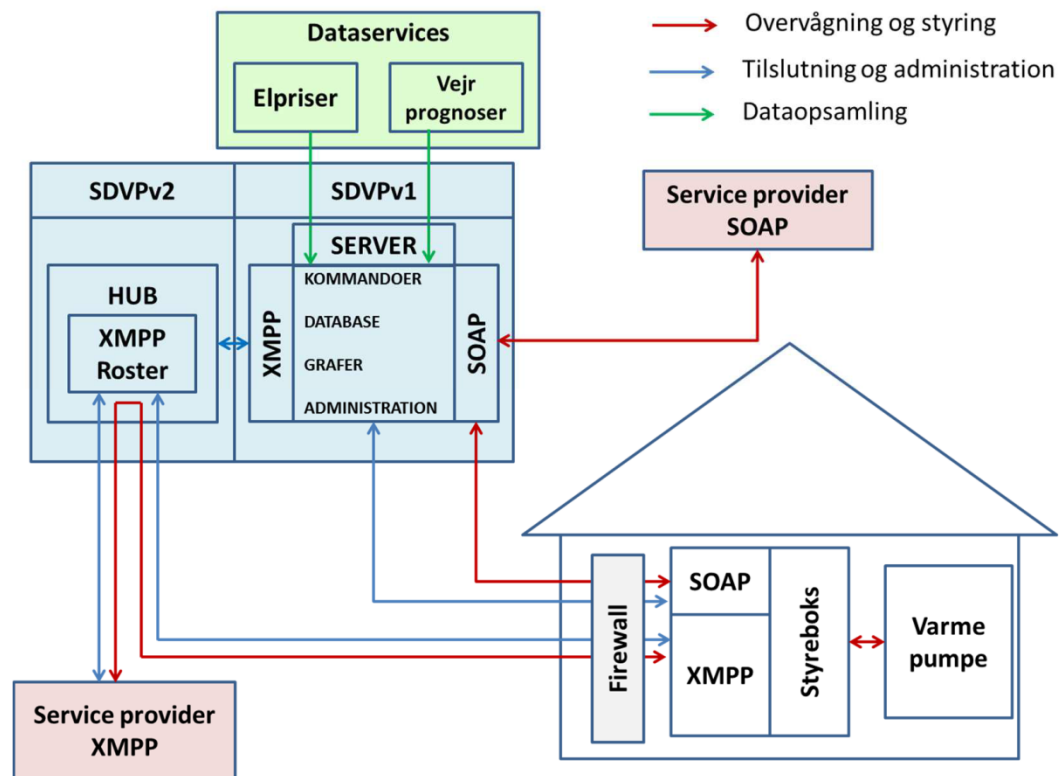 Dataservices
Elpriser
Vejr
prognoser
Overvågning og styring
Tilslutning og administration
Dataopsamling
SDVPv2
SDVPv1
Service provider
SOAP
SERVER
HUB
XMPP
Roster
XMPP
KOMMANDOER
DATABASE
GRAFER
ADMINISTRATION
SOAP
Firewall
SOAP
XMPP
Styreboks
Varme
pumpe
Service provider
XMPP